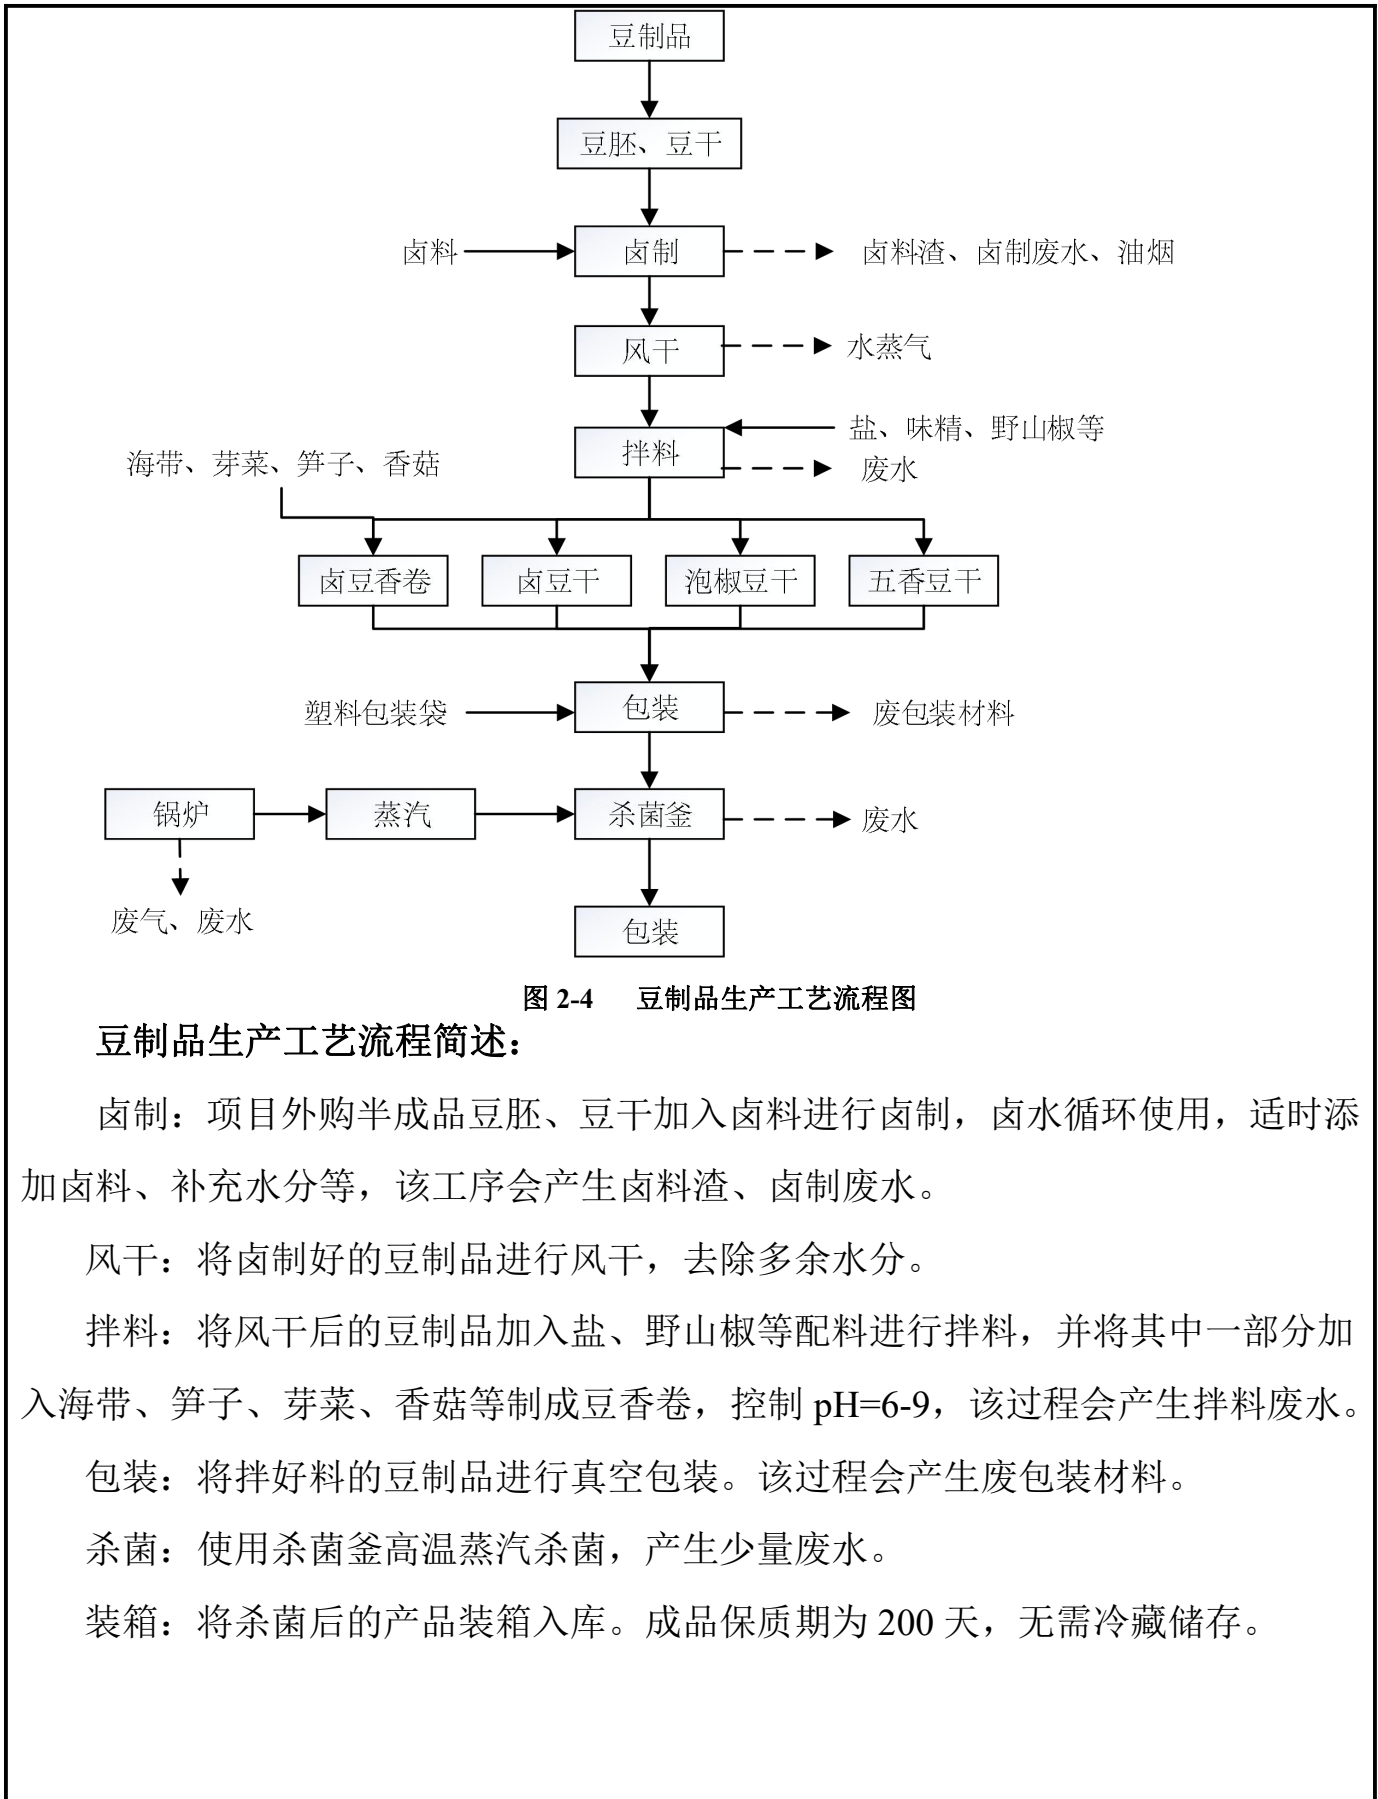 豆制品
豆胚、豆干
卤料
卤制
卤料渣、卤制废水、油烟
风干
水蒸气
盐、味精、野山椒等
拌料
废水
海带、芽菜、笋子、香菇
卤豆香卷
卤豆干
泡椒豆干
五香豆干
塑料包装袋
包装
废包装材料
锅炉
蒸汽
杀菌釜
废水
废气、废水
包装
图 2-4 豆制品生产工艺流程图
豆制品生产工艺流程简述：
卤制：项目外购半成品豆胚、豆干加入卤料进行卤制，卤水循环使用，适时添
加卤料、补充水分等，该工序会产生卤料渣、卤制废水。
风干：将卤制好的豆制品进行风干，去除多余水分。
拌料：将风干后的豆制品加入盐、野山椒等配料进行拌料，并将其中一部分加
入海带、笋子、芽菜、香菇等制成豆香卷，控制 pH=6-9，该过程会产生拌料废水。
包装：将拌好料的豆制品进行真空包装。该过程会产生废包装材料。
杀菌：使用杀菌釜高温蒸汽杀菌，产生少量废水。
装箱：将杀菌后的产品装箱入库。成品保质期为 200 天，无需冷藏储存。